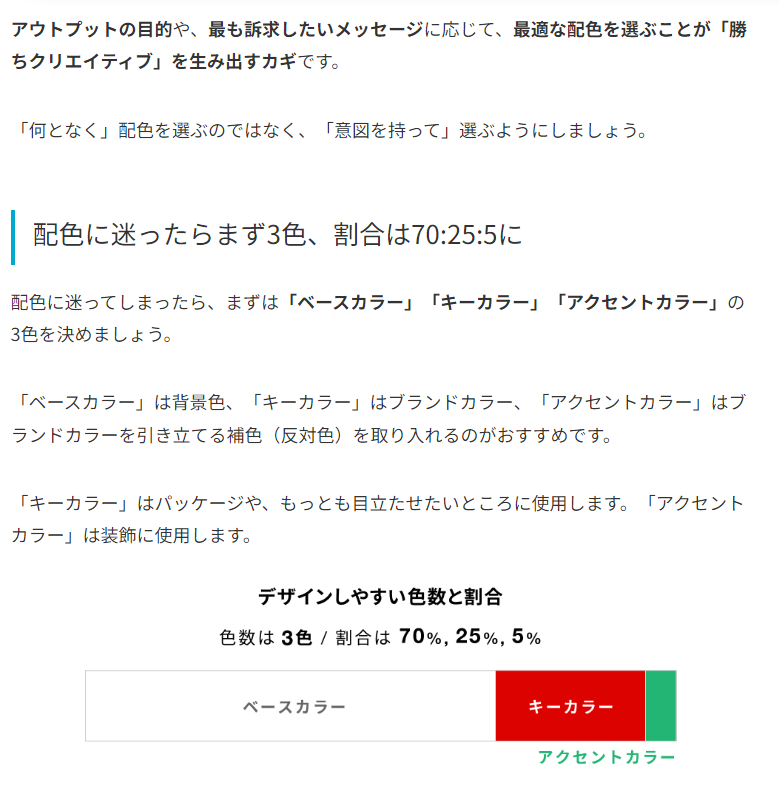 アウトプットの目的や、最も訴求したいメッセージに応じて、最適な配色を選ぶことが「勝
ちクリエイティブ」を生み出すカギです。
「何となく」配色を選ぶのではなく、「意図を持って」選ぶようにしましょう。
配色に迷ったらまず3色、割合は70:25:5に
配色に迷ってしまったら、まずは「ベースカラー」「キーカラー」「アクセントカラー」の
3色を決めましょう。
「ベースカラー」は背景色、「キーカラー」はブランドカラー、「アクセントカラー」はブ
ランドカラーを引き立てる補色（反対色）を取り入れるのがおすすめです。
「キーカラー」はパッケージや、もっとも目立たせたいところに使用します。「アクセント
カラー」は装飾に使用します。
デザインしやすい色数と割合
色数は 3色 / 割合は 70%, 25%, 5%
ベースカラー キーカラー
アクセントカラー